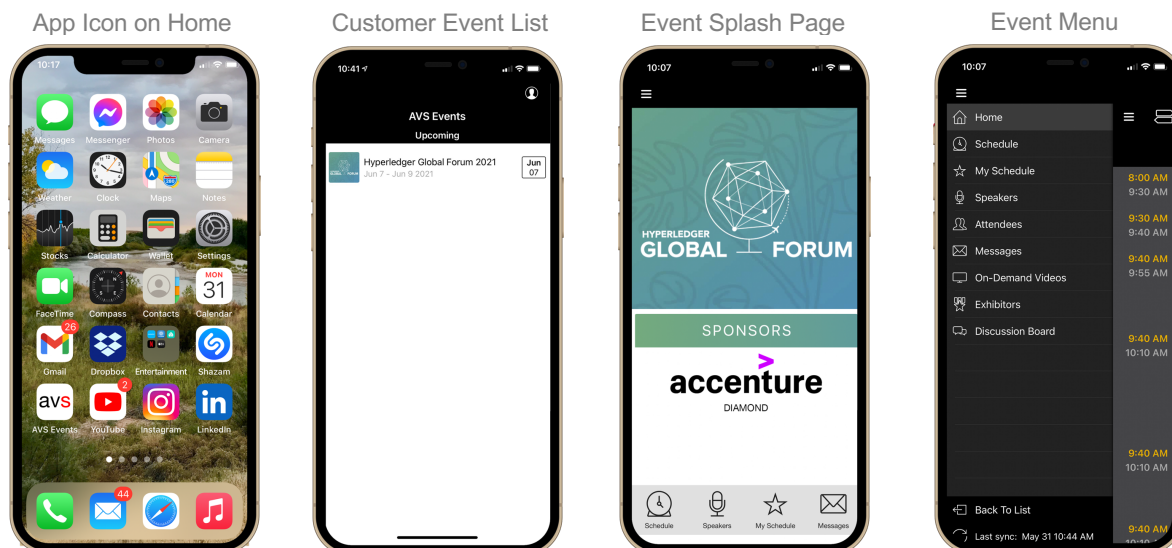 App Icon on Home
Customer Event List
Event Splash Page
Event Menu
10:17
Messages Messenger Photos Camera
Weather Clock Maps Notes
Stocks Calculator Wallet Settings
MON
31
FaceTime Compass Contacts Calendar
26
Gmail Dropbox Entertainment Shazam
2
avs
in
AVS Events YouTube Instagram LinkedIn
44
10:41
AVS Events
Upcoming
Hyperledger Global Forum 2021
Jun 7 - Jun 9 2021
Jun
07
10:07
HYPERLEDGER
GLOBAL FORUM
SPONSORS
accenture
DIAMOND
Schedule Speakers My Schedule Messages
10:07
Home
Schedule
My Schedule
Speakers
Attendees
Messages
On-Demand Videos
Exhibitors
Discussion Board
Back To List
Last sync: May 31 10:44 AM
8:00 AM
9:30 AM
9:30 AM
9:40 AM
9:40 AM
9:55 AM
9:40 AM
10:10 AM
9:40 AM
10:10 AM
9:40 AM